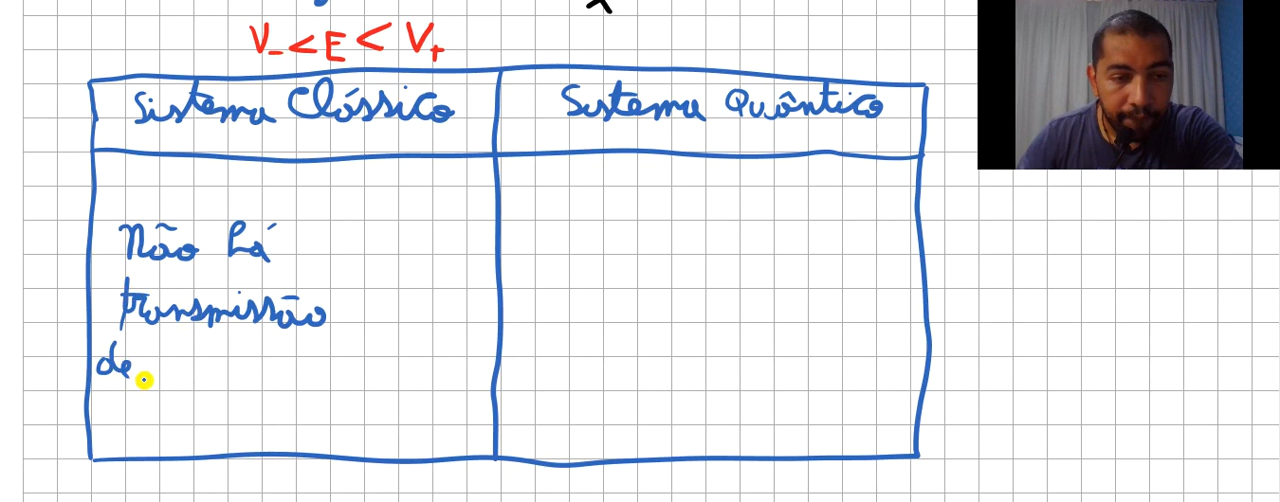 V- < E < V+
Sistema Clássico
Sistema Quântico
Não há
transmissão
de